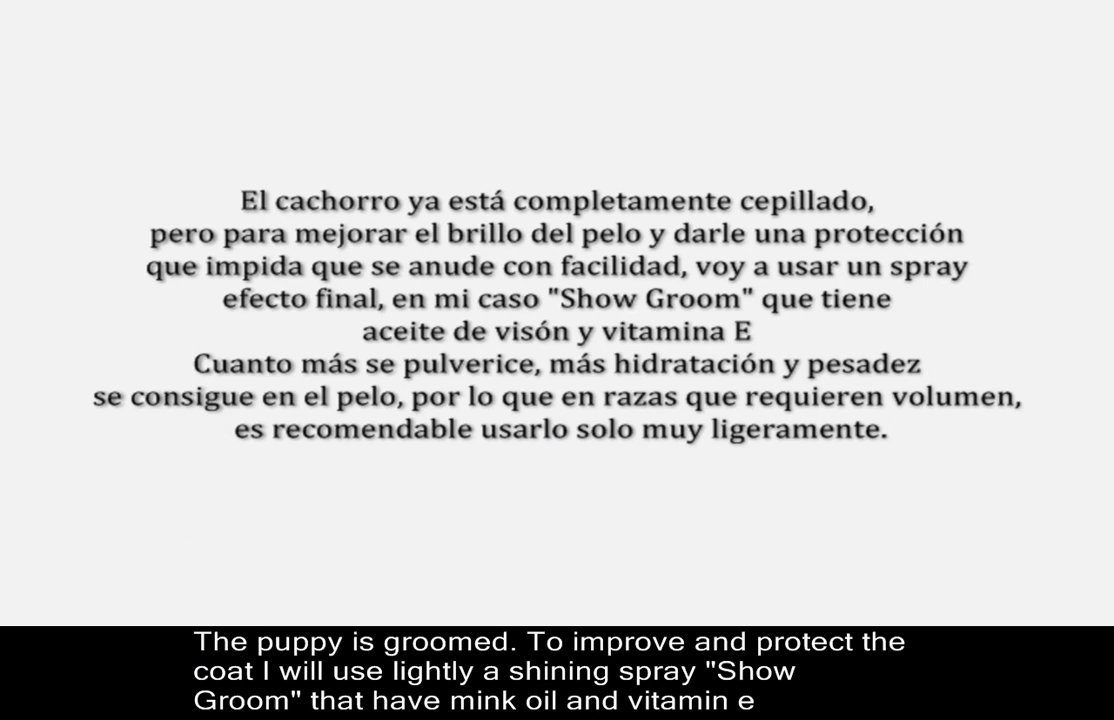 El cachorro ya está completamente cepillado,
pero para mejorar el brillo del pelo y darle una protección
que impida que se anude con facilidad, voy a usar un spray
efecto final, en mi caso "Show Groom" que tiene
aceite de visón y vitamina E
Cuanto más se pulverice, más hidratación y pesadez
se consigue en el pelo, por lo que en razas que requieren volumen,
es recomendable usarlo solo muy ligeramente.
The puppy is groomed. To improve and protect the
coat I will use lightly a shining spray "Show
Groom" that have mink oil and vitamin e